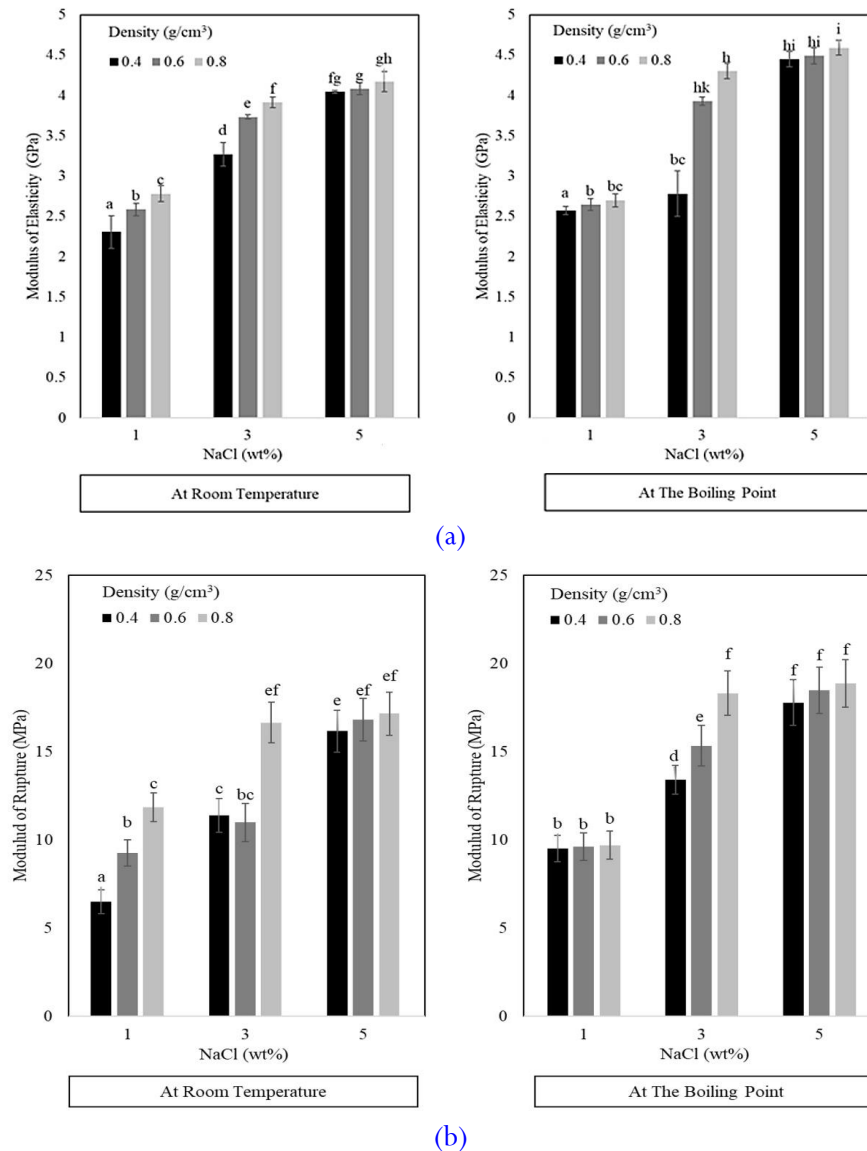 Density (g/cm³)
0.4 0.6 0.8
Modulus of Elasticity (GPa)
5
4.5
4
3.5
3
2.5
2
1.5
1
0.5
0
a b c d e f fg g gh
1 3 5
NaCl (wt%)
At Room Temperature
Density (g/cm³)
0.4 0.6 0.8
Modulus of Elasticity (GPa)
5
4.5
4
3.5
3
2.5
2
1.5
1
0.5
0
a b bc bc hk h hi hi i
1 3 5
NaCl (wt%)
At The Boiling Point
(a)
Density (g/cm³)
0.4 0.6 0.8
Modulud of Rupture (MPa)
25
20
15
10
5
0
a b c c bc ef e ef ef
1 3 5
NaCl (wt%)
At Room Temperature
Density (g/cm³)
0.4 0.6 0.8
Modulud of Rupture (MPa)
25
20
15
10
5
0
b b b d e f f f f
1 3 5
NaCl (wt%)
At The Boiling Point
(b)